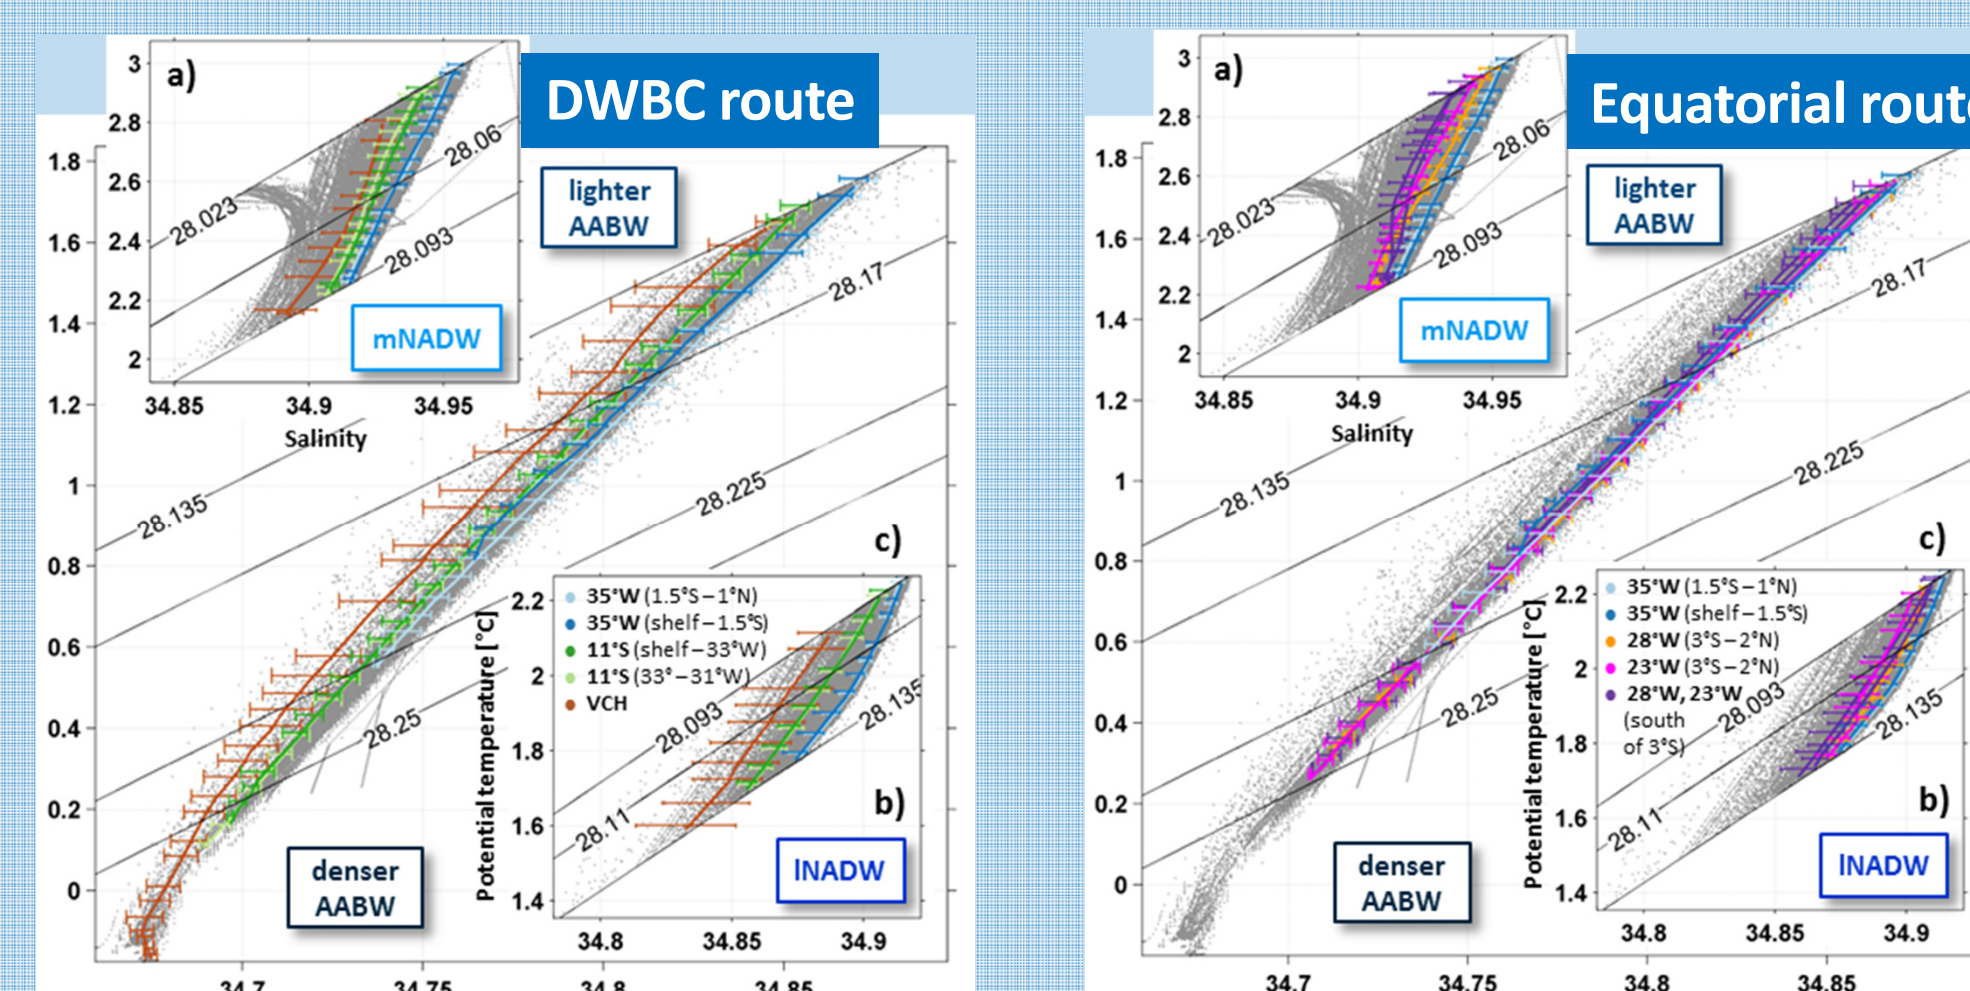 DWBC route
a)
3
2.8
2.6
2.4
2.2
2
28.023
28.06
28.093
mNADW
34.85
34.9
34.95
Salinity
1.8
1.6
1.4
1.2
1
0.8
0.6
0.4
0.2
0
lighter
AABW
28.17
28.135
28.225
28.25
c)
denser
AABW
35°W (1.5°S–1°N)
35°W (shelf–1.5°S)
11°S (shelf–33°W)
11°S (33°–31°W)
VCH
Potential temperature [°C]
2.2
2
1.8
1.6
1.4
28.093
28.135
28.11
b)
lNADW
34.8
34.85
34.9
34.7
34.75
34.8
34.85
Equatorial route
a)
3
2.8
2.6
2.4
2.2
2
28.023
28.06
28.093
mNADW
34.85
34.9
34.95
Salinity
1.8
1.6
1.4
1.2
1
0.8
0.6
0.4
0.2
0
lighter
AABW
28.17
28.135
28.225
28.25
c)
denser
AABW
35°W (1.5°S–1°N)
35°W (shelf–1.5°S)
28°W (3°S–2°N)
23°W (3°S–2°N)
28°W, 23°W
(south
of 3°S)
Potential temperature [°C]
2.2
2
1.8
1.6
1.4
28.093
28.135
28.11
b)
lNADW
34.8
34.85
34.9
34.7
34.75
34.8
34.85